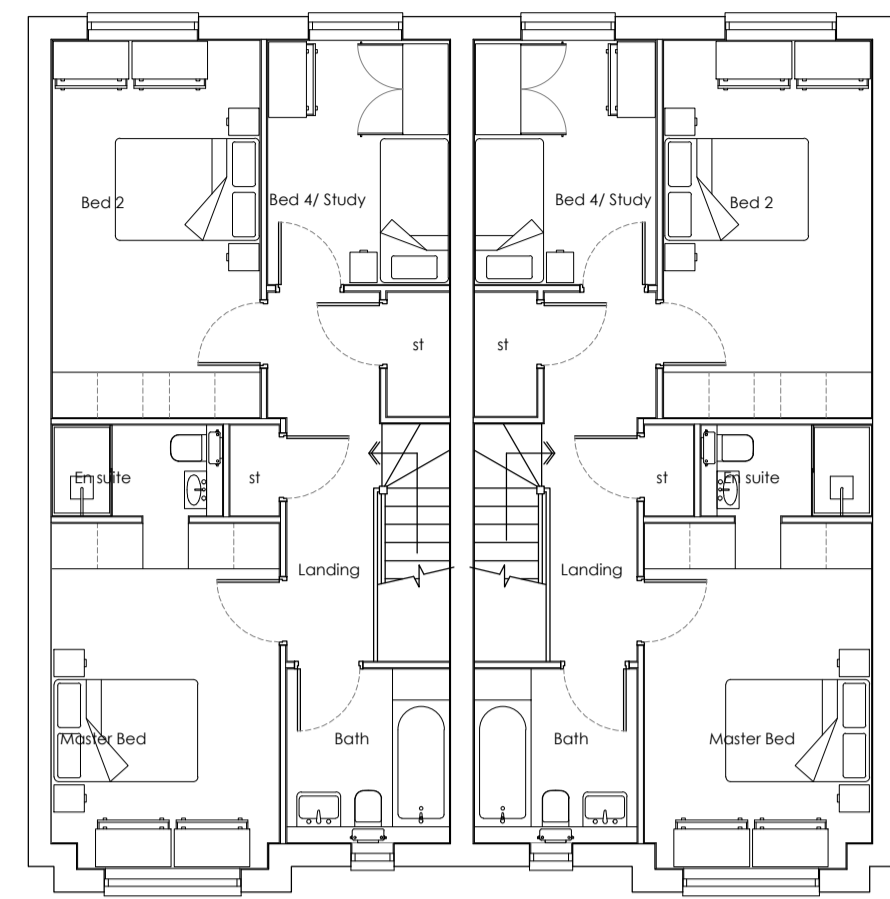 Bed 2
Bed 4/ Study
Bed 4/ Study
Bed 2
st
st
En suite
st
st
En suite
Landing
Landing
Master Bed
Bath
Bath
Master Bed